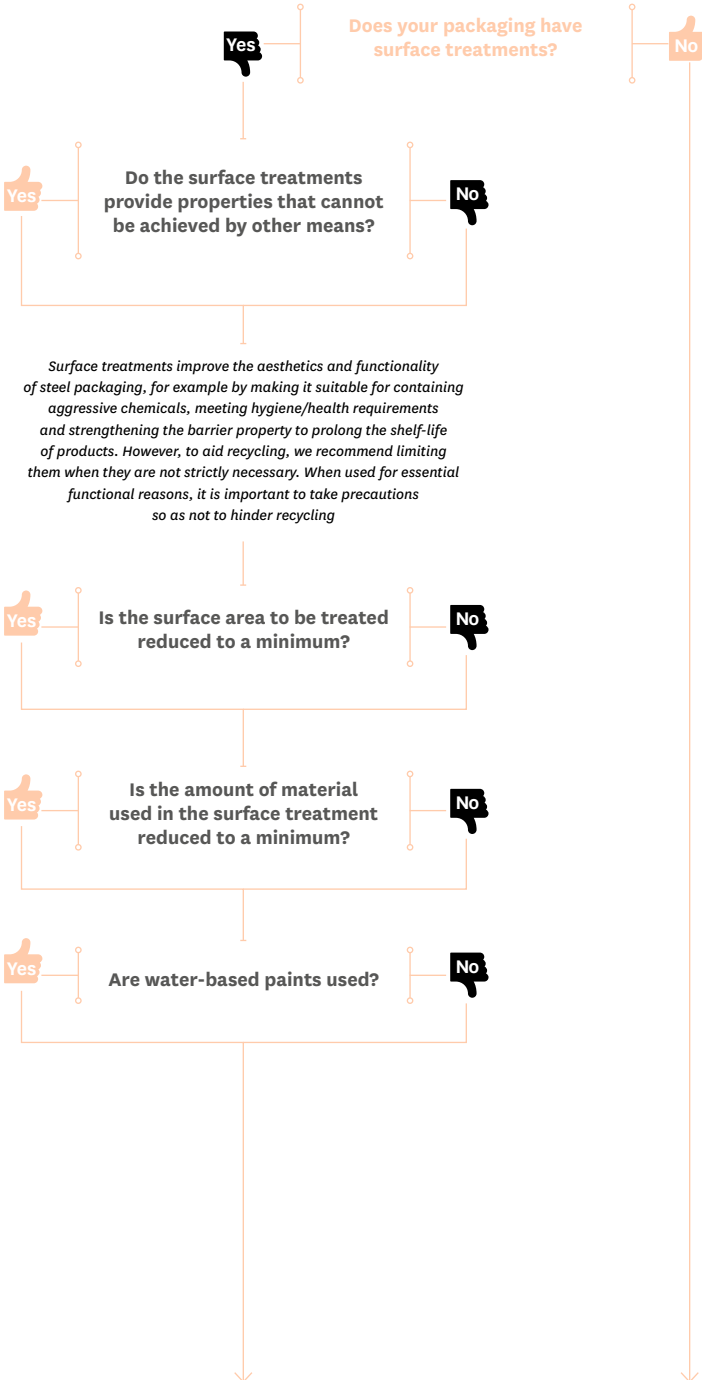 Does your packaging have
surface treatments?
Yes
No
Do the surface treatments
provide properties that cannot
be achieved by other means?
Yes
No
Surface treatments improve the aesthetics and functionality
of steel packaging, for example by making it suitable for containing
aggressive chemicals, meeting hygiene/health requirements
and strengthening the barrier property to prolong the shelf-life
of products. However, to aid recycling, we recommend limiting
them when they are not strictly necessary. When used for essential
functional reasons, it is important to take precautions
so as not to hinder recycling
Is the surface area to be treated
reduced to a minimum?
Yes
No
Is the amount of material
used in the surface treatment
reduced to a minimum?
Yes
No
Are water-based paints used?
Yes
No